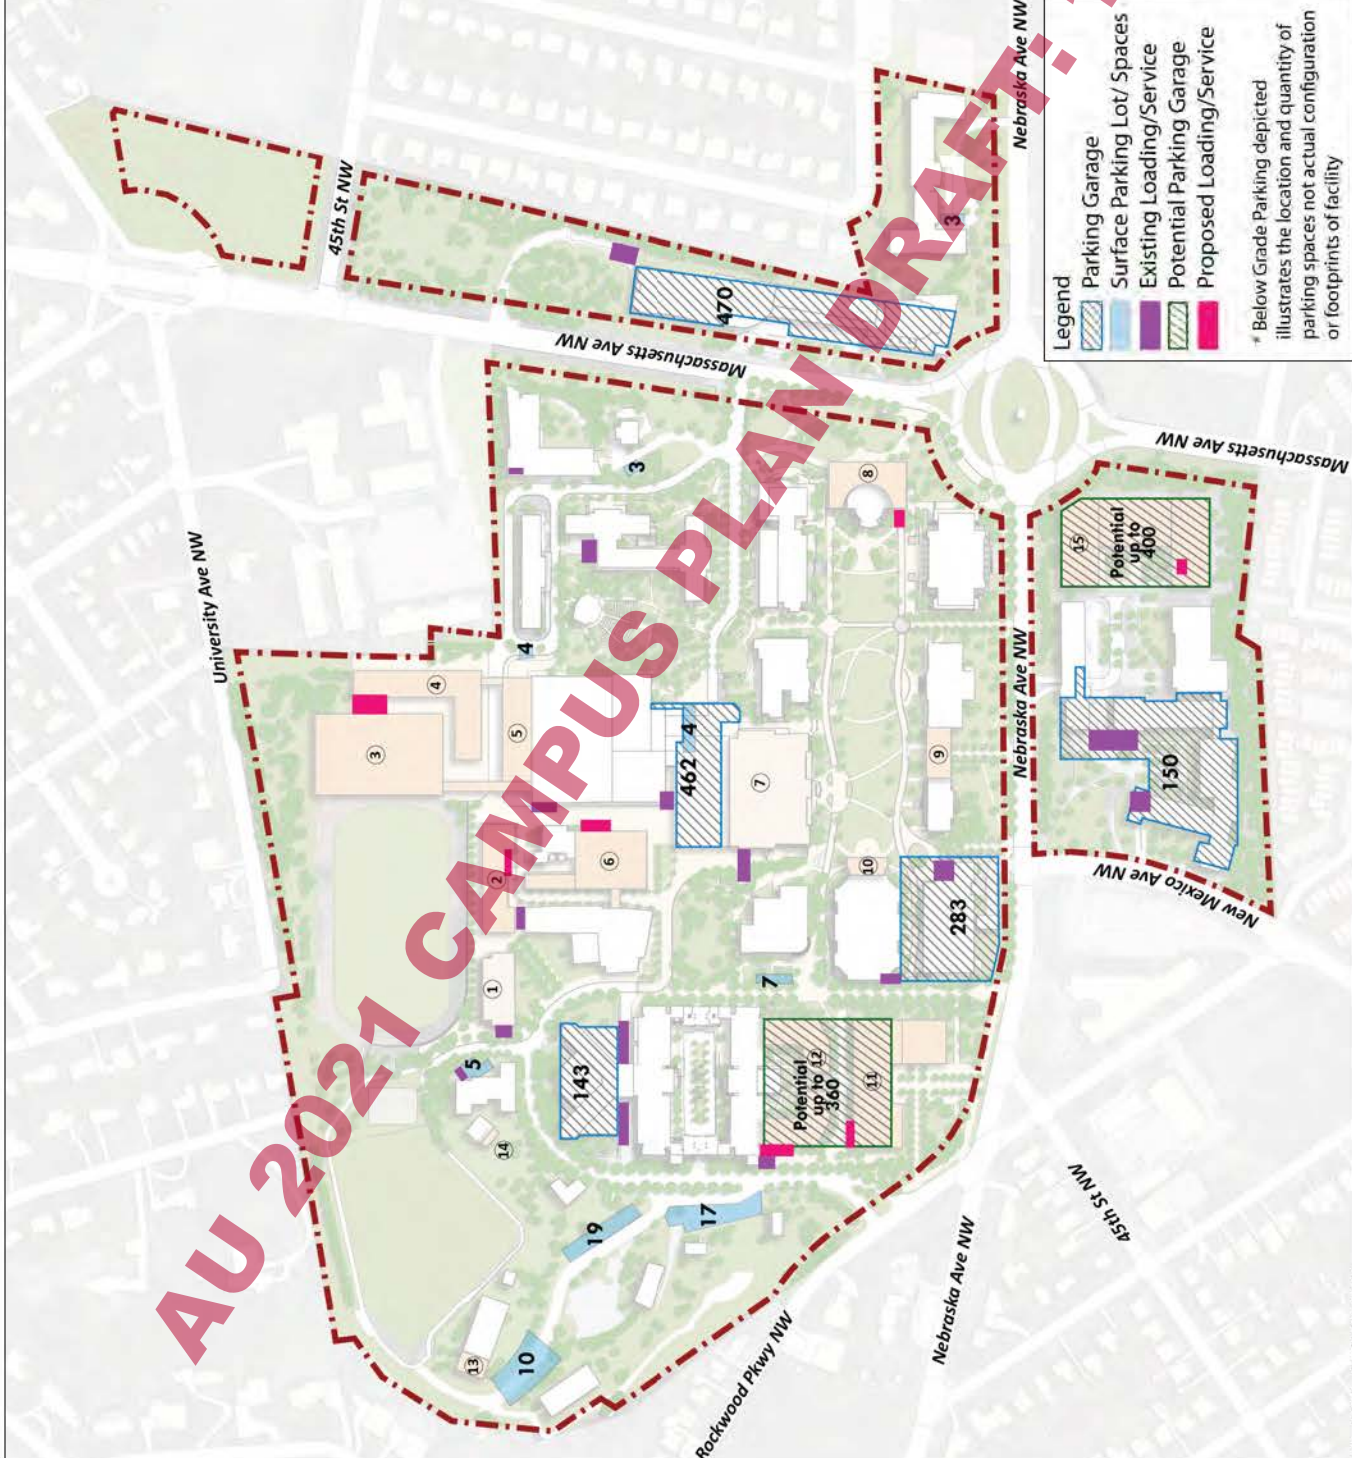 AU 2021 CAMPUS PLAN DRAFT:
Nebraska Ave NW
45th St NW
Massachusetts Ave NW
University Ave NW
470
3
3
4
4
462
3
4
5
8
7
9
6
2
10
1
283
7
5
143
Potential
up to
360
12
11
14
19
17
13
10
Massachusetts Ave NW
15
Potential
up to
400
Nebraska Ave NW
150
New Mexico Ave NW
45th St NW
Nebraska Ave NW
Rockwood Pkwy NW
Legend
Parking Garage
Surface Parking Lot/ Spaces
Existing Loading/Service
Potential Parking Garage
Proposed Loading/Service
* Below Grade Parking depicted
illustrates the location and quantity of
parking spaces not actual configuration
or footprints of facility